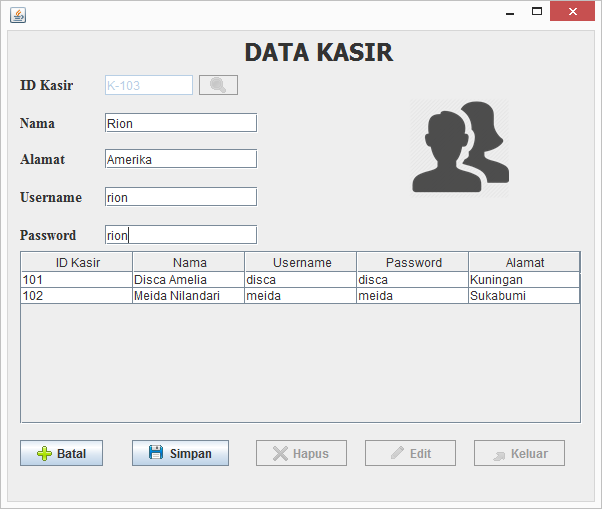 DATA KASIR
ID Kasir K-103
Nama Rion
Alamat Amerika
Username rion
Password rion
ID Kasir Nama Username Password Alamat
101 Disca Amelia disca disca Kuningan
102 Meida Nilandari meida meida Sukabumi
Batal Simpan Hapus Edit Keluar